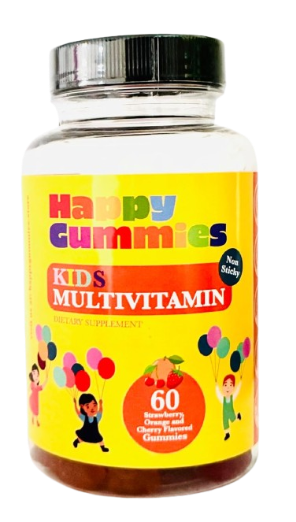 Happy
Gummies
Non
Sticky
KIDS
MULTIVITAMIN
DIETARY SUPPLEMENT
60
Strawberry,
Orange and
Cherry Flavored
Gummies